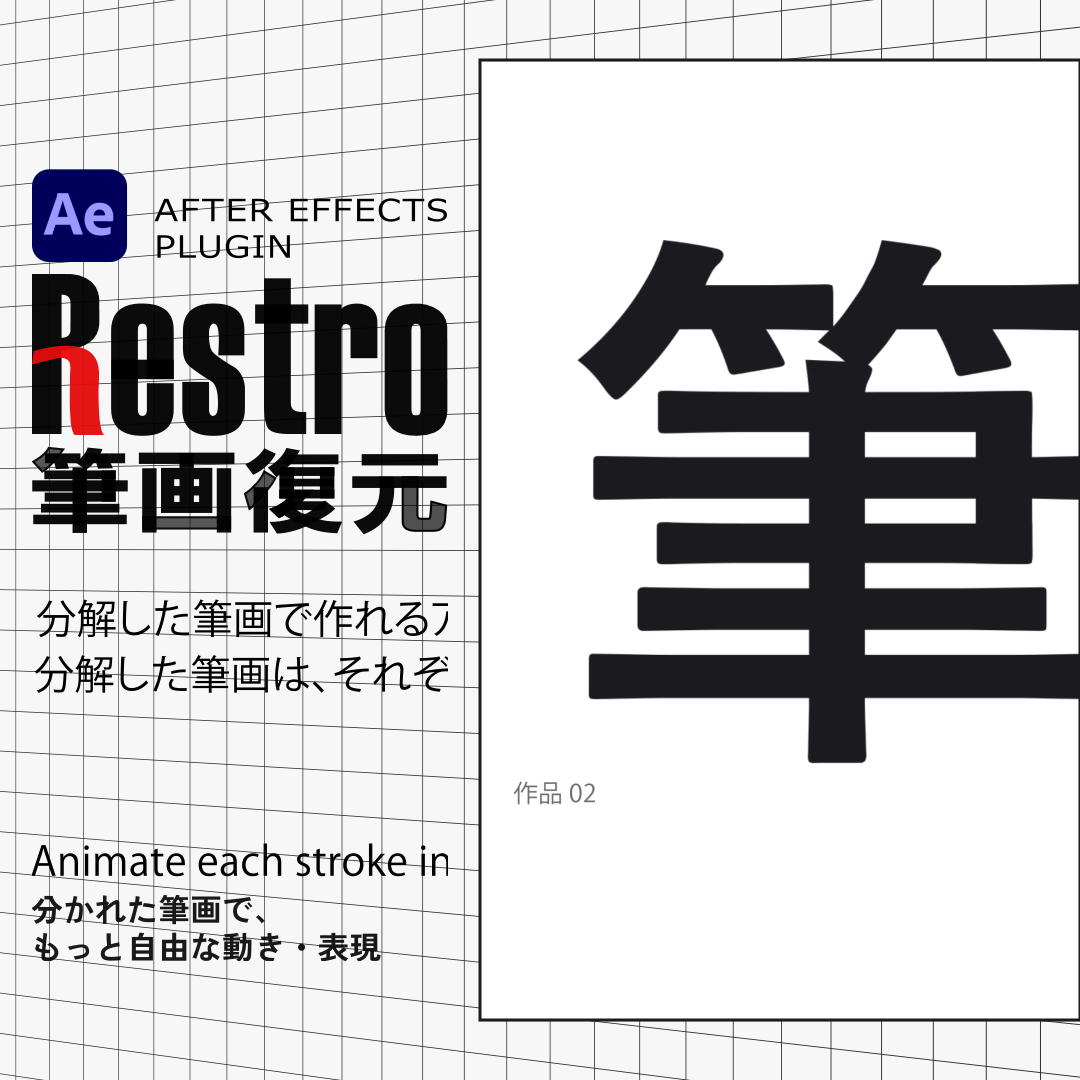 Ae
AFTER EFFECTS
PLUGIN
Restro
筆画復元
分解した筆画で作れる
分解した筆画は、それぞ
Animate each stroke in
分かれた筆画で、
もっと自由な動き・表現
筆
作品 02